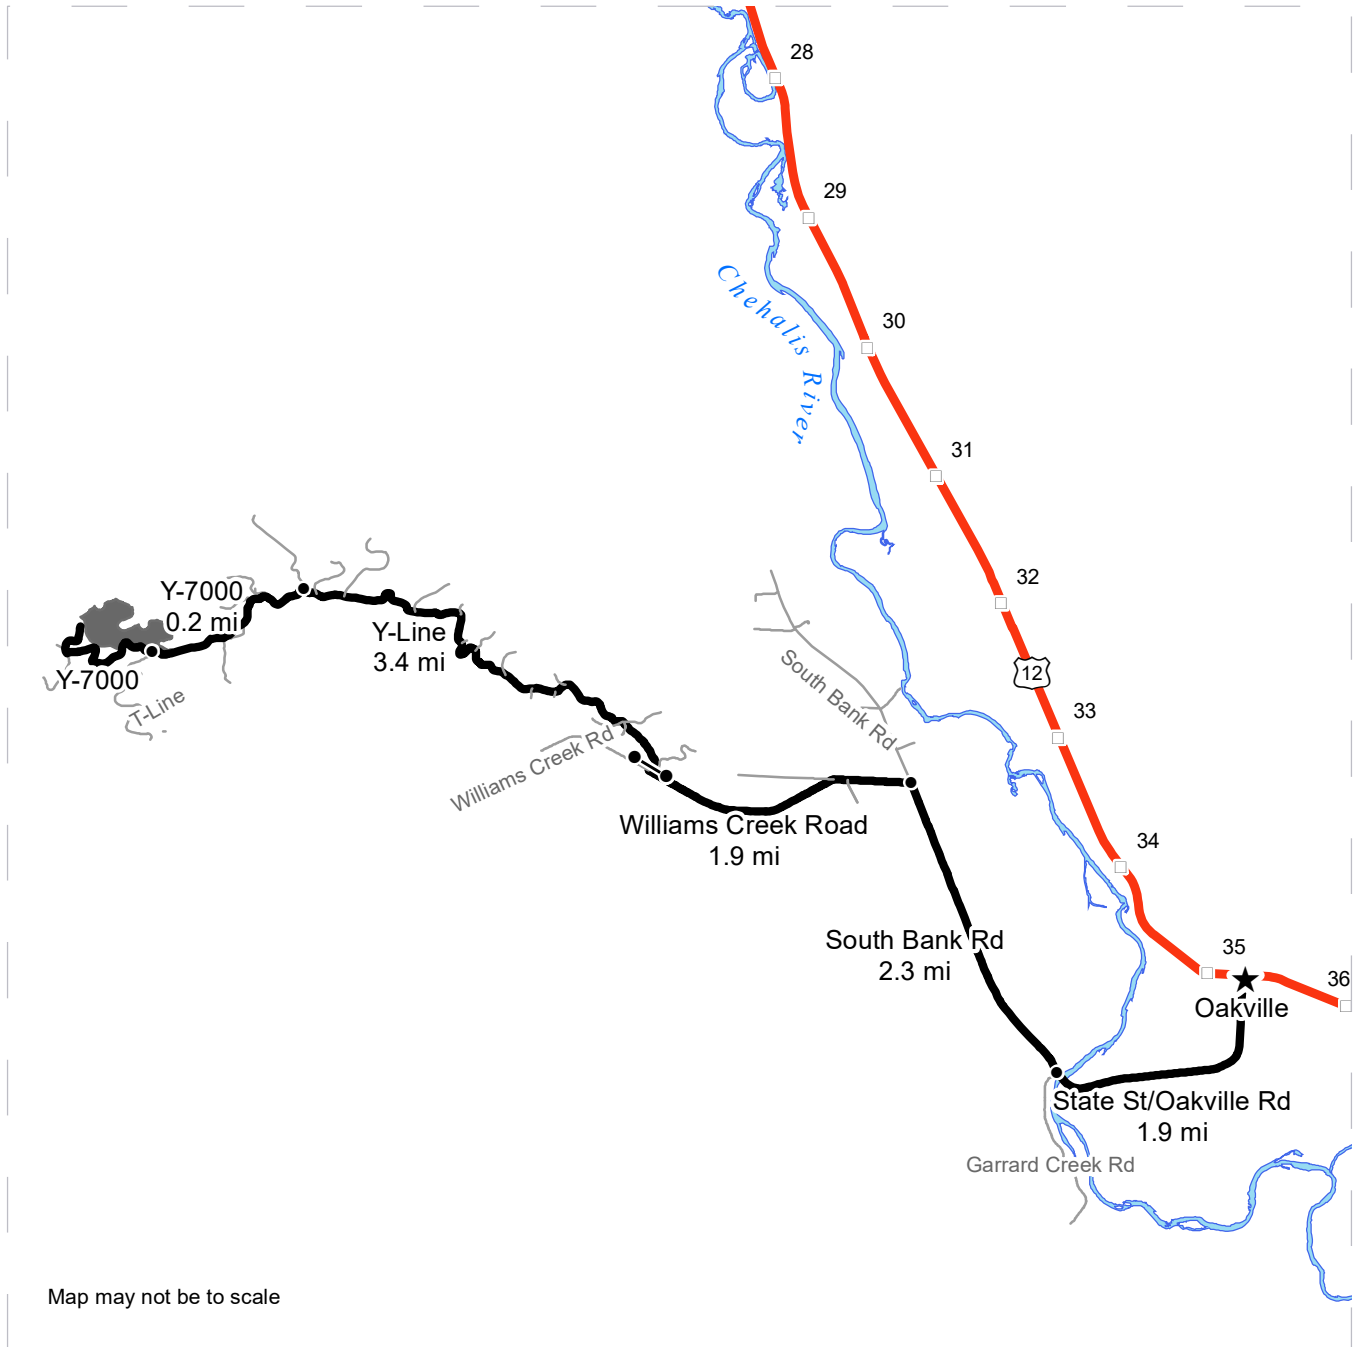 28
29
Chehalis River
30
31
32
12
33
34
35
36
Oakville
Y-7000
0.2 mi
Y-Line
3.4 mi
Y-7000
T-Line
South Bank Rd
Williams Creek Rd
Williams Creek Road
1.9 mi
South Bank Rd
2.3 mi
State St/Oakville Rd
1.9 mi
Garrard Creek Rd
Map may not be to scale